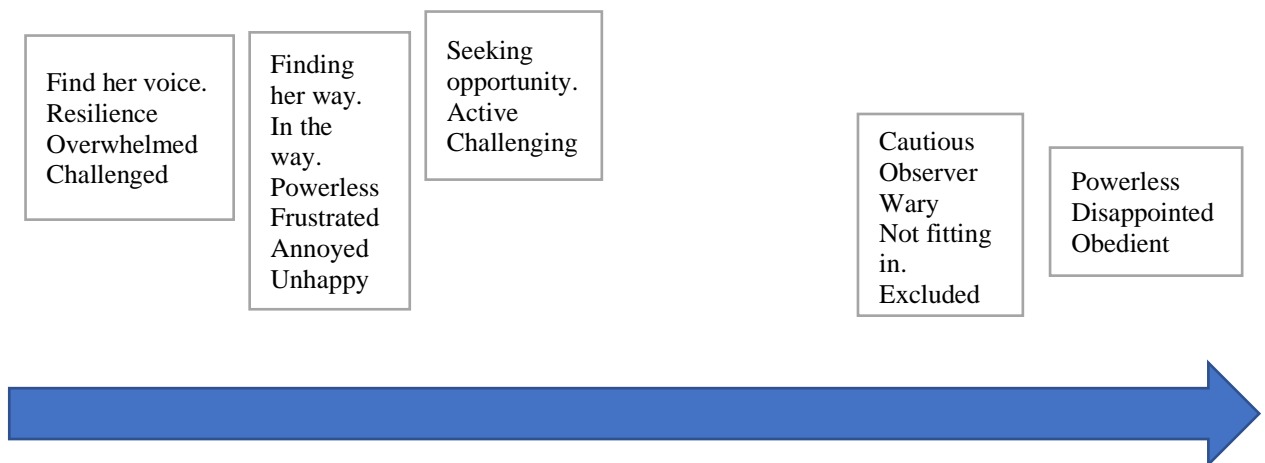 Find her voice.
Resilience
Overwhelmed
Challenged
Finding
her way.
In the
way.
Powerless
Frustrated
Annoyed
Unhappy
Seeking
opportunity.
Active
Challenging
Cautious
Observer
Wary
Not fitting
in.
Excluded
Powerless
Disappointed
Obedient